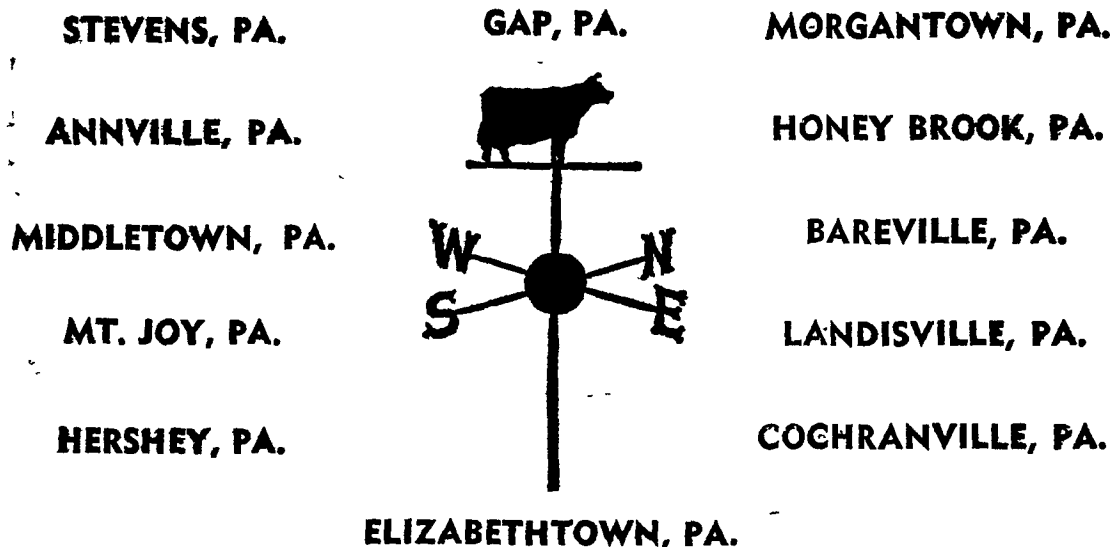 STEVENS, PA.
GAP, PA.
MORGANTOWN, PA.
ANNVILLE, PA.
HONEY BROOK, PA.
MIDDLETOWN, PA.
BAREVILLE, PA.
W
N
S
E
MT. JOY, PA.
LANDISVILLE, PA.
HERSHEY, PA.
COCHRANVILLE, PA.
ELIZABETHTOWN, PA.